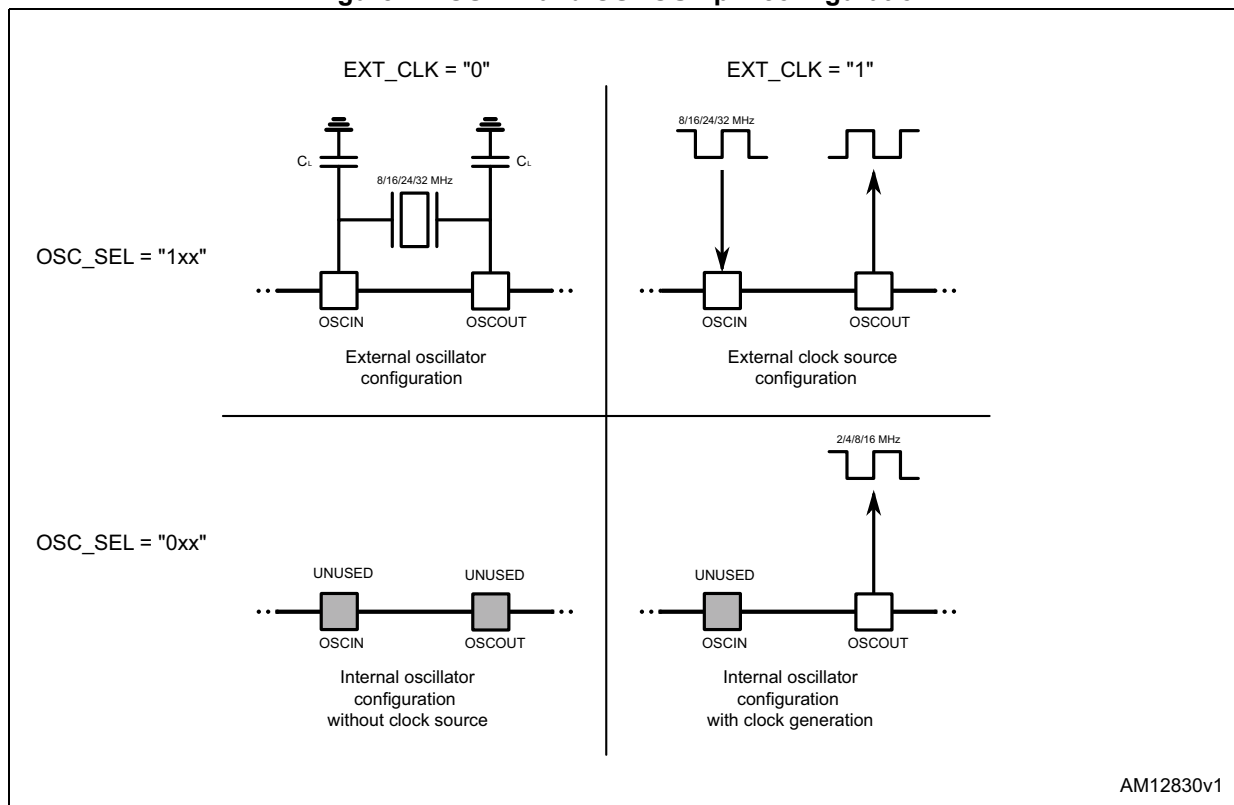 EXT_CLK = "0"
EXT_CLK = "1"
8/16/24/32 MHz
CL
CL
8/16/24/32 MHz
OSC_SEL = "1xx"
OSCIN
OSCOUT
OSCIN
OSCOUT
External oscillator
configuration
External clock source
configuration
2/4/8/16 MHz
OSC_SEL = "0xx"
UNUSED
UNUSED
UNUSED
OSCIN
OSCOUT
OSCIN
OSCOUT
Internal oscillator
configuration
without clock source
Internal oscillator
configuration
with clock generation
AM12830v1